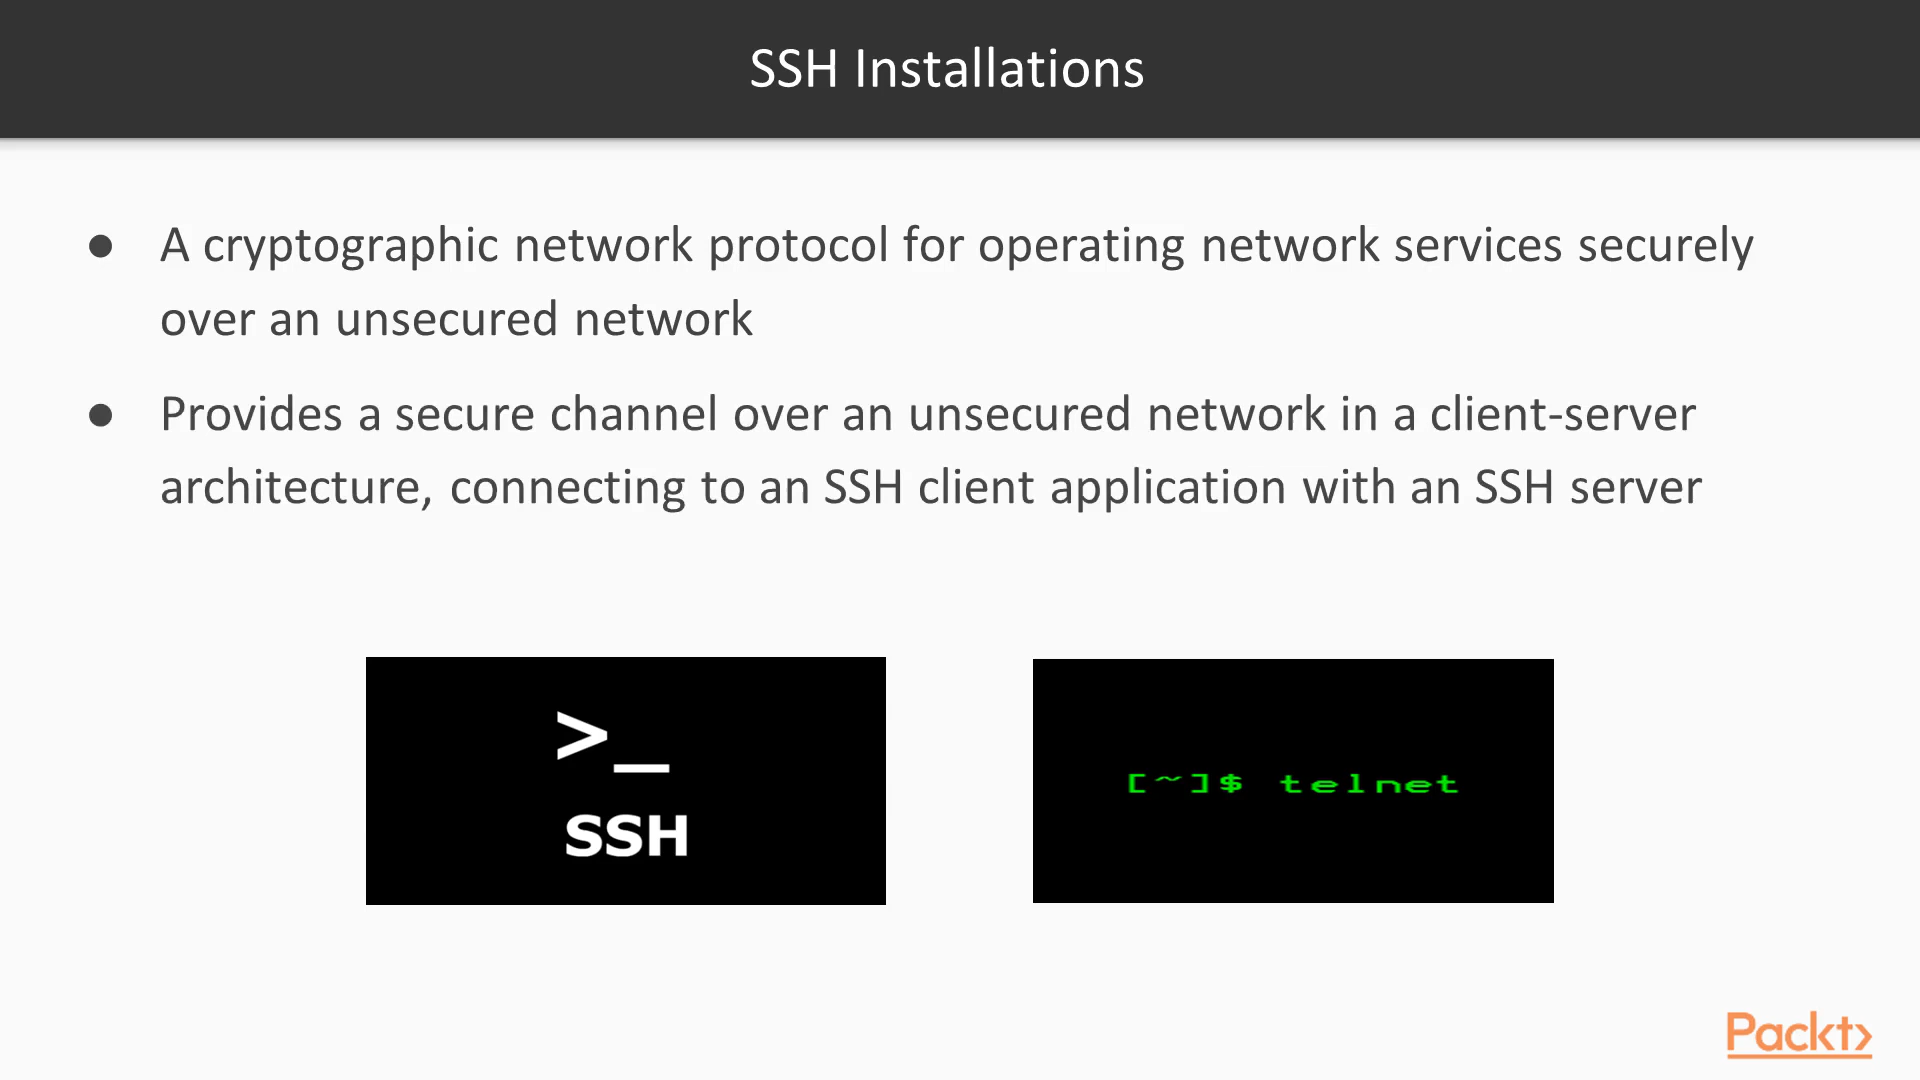 SSH Installations
● A cryptographic network protocol for operating network services securely
over an unsecured network
● Provides a secure channel over an unsecured network in a client-server
architecture, connecting to an SSH client application with an SSH server
>_
SSH
[~]$ telnet
Packt>